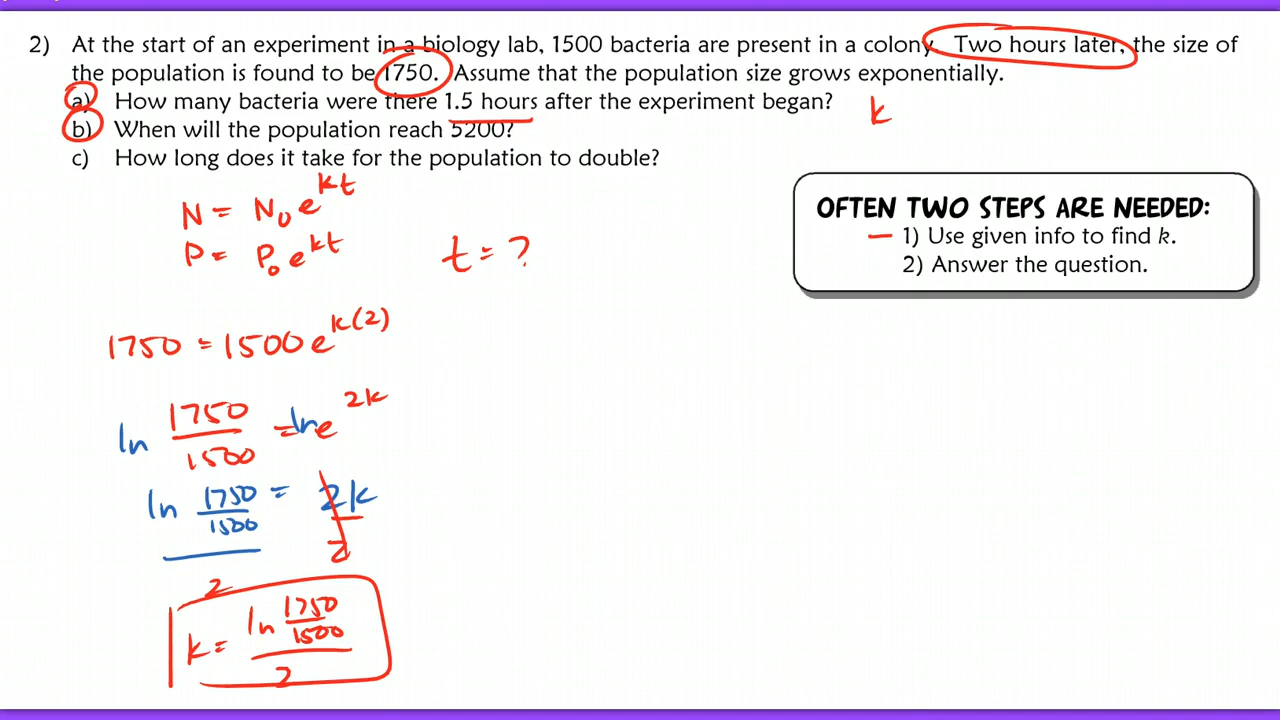 2) At the start of an experiment in a biology lab, 1500 bacteria are present in a colony. Two hours later, the size of
the population is found to be 1750. Assume that the population size grows exponentially.
a) How many bacteria were there 1.5 hours after the experiment began?
b) When will the population reach 5200?
c) How long does it take for the population to double?
k
OFTEN TWO STEPS ARE NEEDED:
1) Use given info to find k.
2) Answer the question.
N = N₀e^kt
P = P₀e^kt
t = ?
1750 = 1500e^k(2)
ln 1750/1500 = ln e^2k
ln 1750/1500 = 2k
2 2
k = ln 1750/1500
2